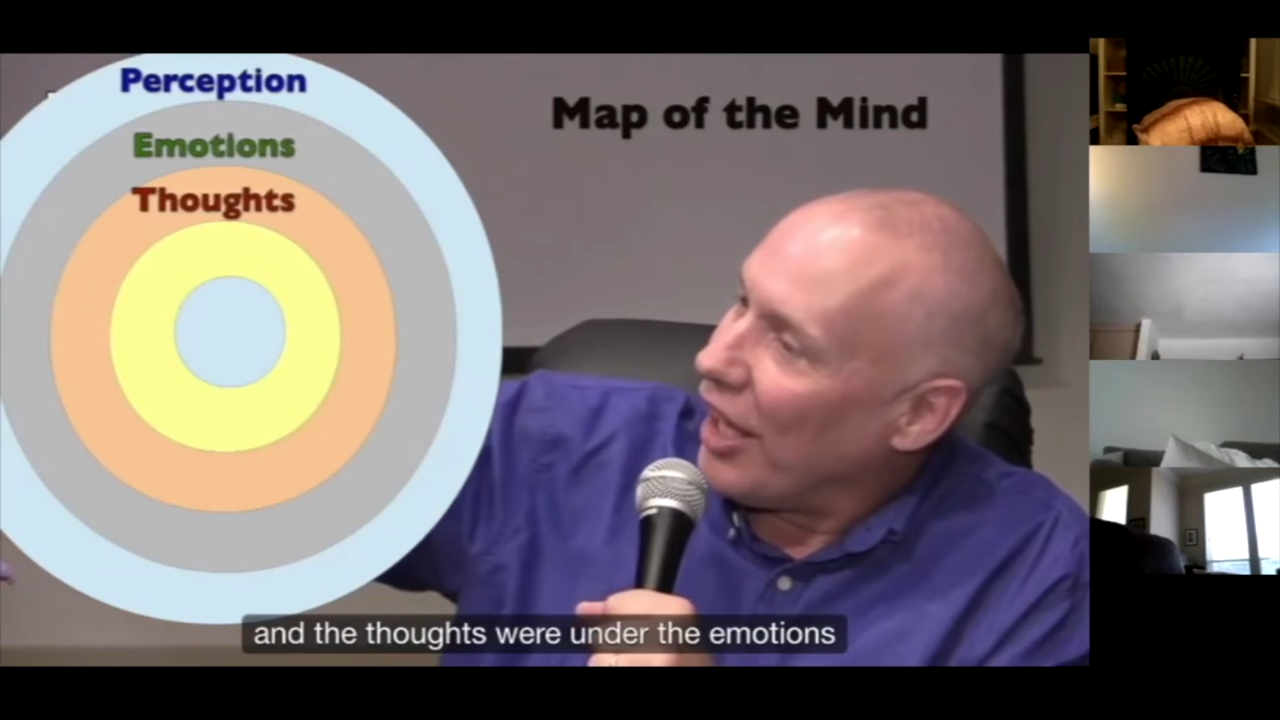 Perception
Map of the Mind
Emotions
Thoughts
and the thoughts were under the emotions